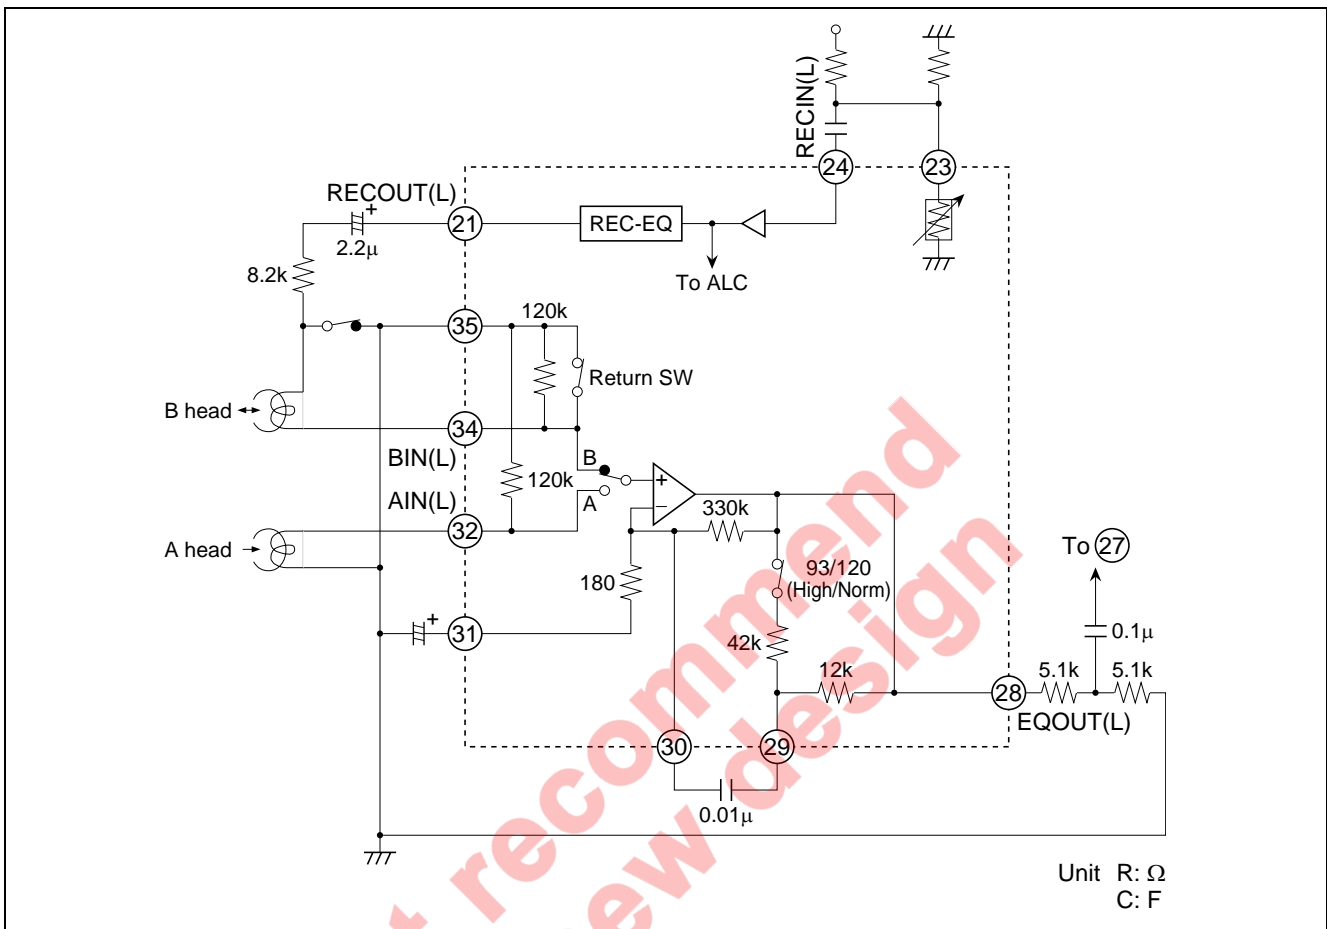 RECIN(L)
24
23
RECOUT(L)
21
REC-EQ
+
2.2μ
To ALC
8.2k
120k
35
Return SW
B head
34
BIN(L)
B
120k
+
AIN(L)
A
−
330k
32
To 27
A head
93/120
(High/Norm)
180
0.1μ
+
31
42k
12k
5.1k
5.1k
28
EQOUT(L)
30
29
0.01μ
Unit R: Ω
C: F
t recommend
ew design